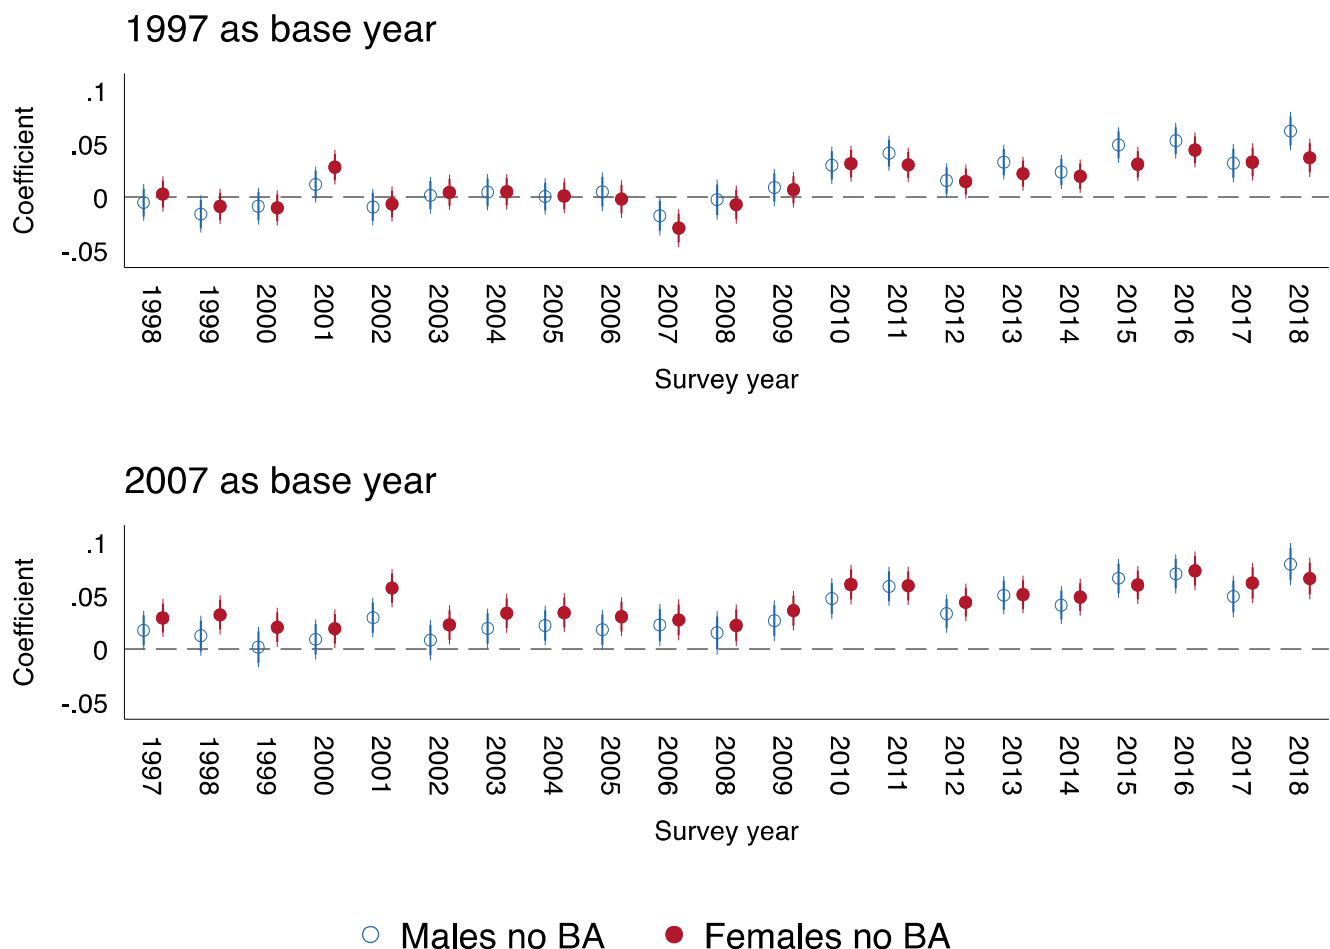 1997 as base year
Coefficient
.1
.05
0
-.05
1998 1999 2000 2001 2002 2003 2004 2005 2006 2007 2008 2009 2010 2011 2012 2013 2014 2015 2016 2017 2018
Survey year
2007 as base year
Coefficient
.1
.05
0
-.05
1997 1998 1999 2000 2001 2002 2003 2004 2005 2006 2008 2009 2010 2011 2012 2013 2014 2015 2016 2017 2018
Survey year
Males no BA Females no BA